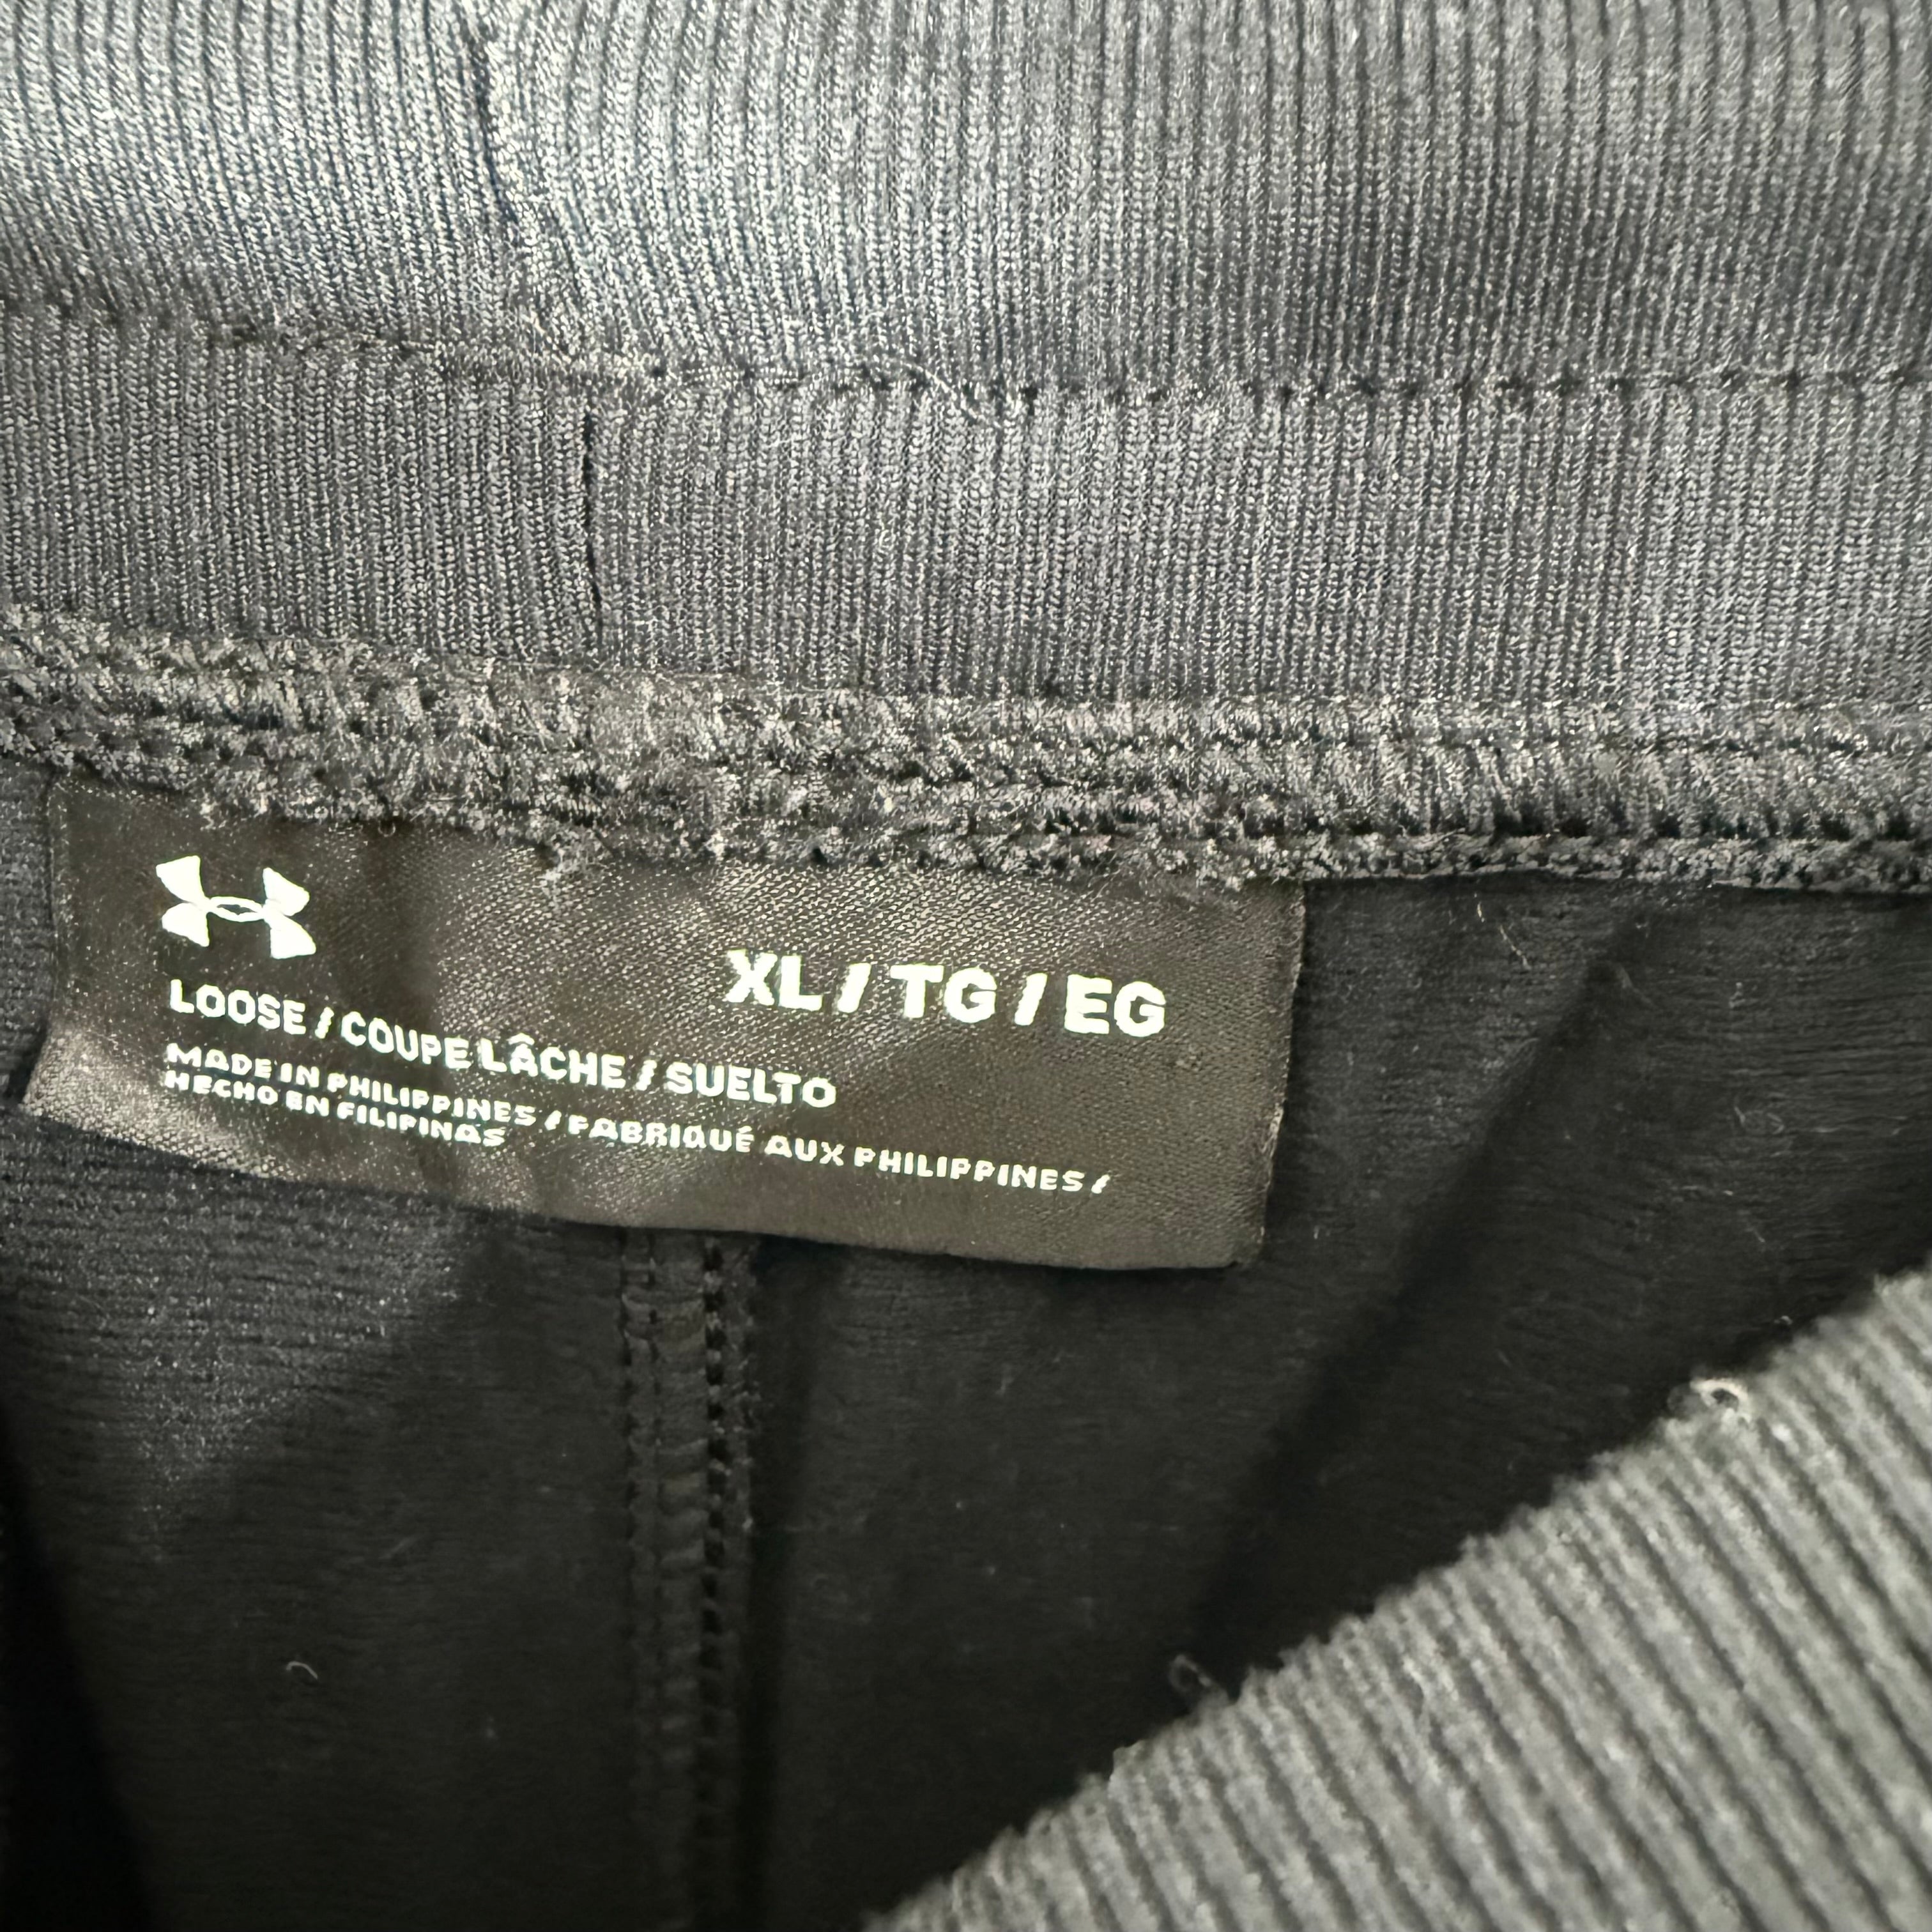 XL / TG / EG
LOOSE / COUPE LÂCHE / SUELTO
MADE IN PHILIPPINES / FABRIQUÉ AUX PHILIPPINES /
HECHO EN FILIPINAS